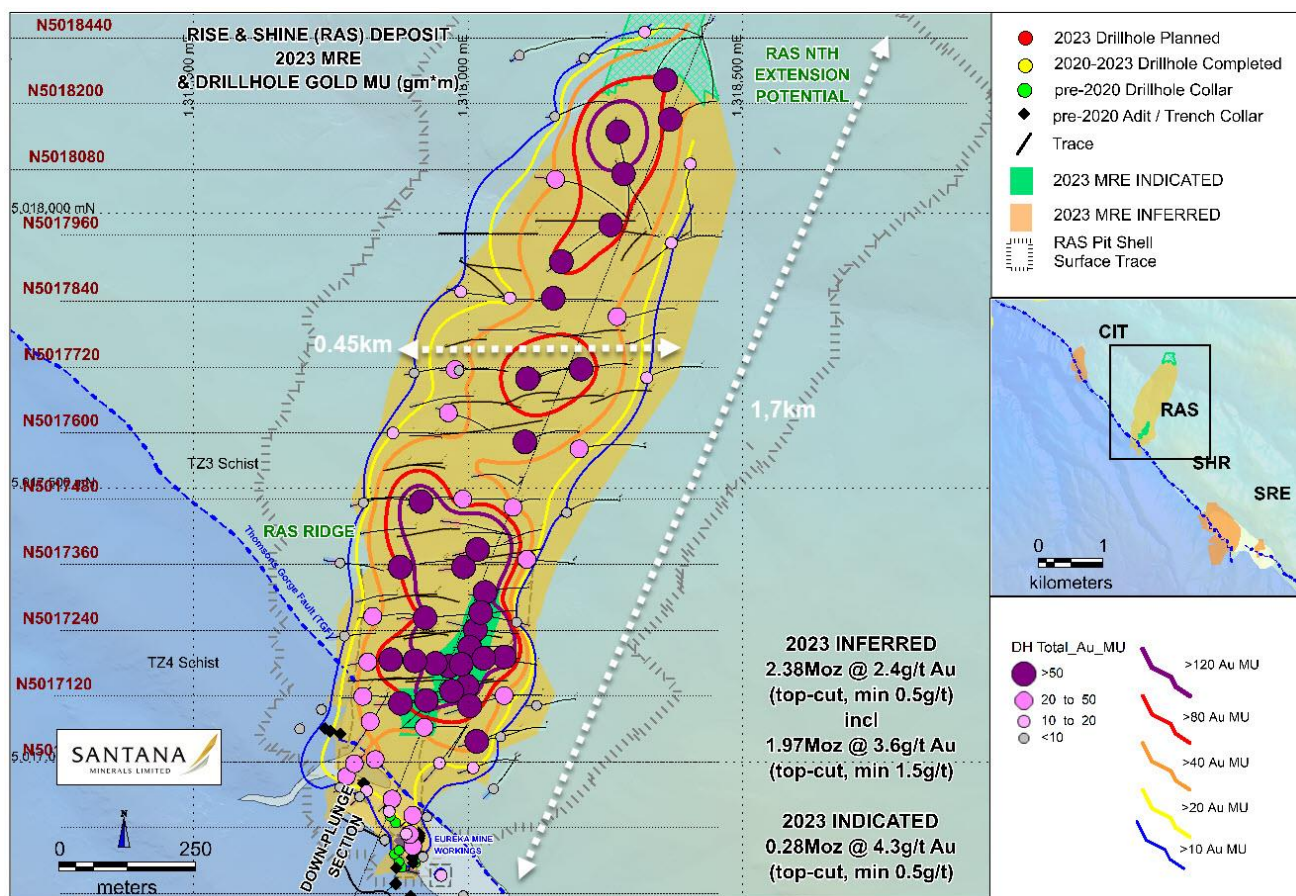 RISE & SHINE (RAS) DEPOSIT
2023 MRE
& DRILLHOLE GOLD MU (gm*m)
N5018440
N5018200
N5018080
5,018,000 mN
N5017960
N5017840
N5017720
N5017600
N5017480
N5017360
N5017240
N5017120
1,318,000 mE
1,318,500 mE
RAS NTH
EXTENSION
POTENTIAL
0.45km
1,7km
TZ3 Schist
RAS RIDGE
Thomsons Gorge Fault (TGF)
TZ4 Schist
SANTANA
MINERALS LIMITED
N
0 250
meters
DOWN-PLUNGE
SECTION
EUREKA MINE
WORKINGS
2023 INFERRED
2.38Moz @ 2.4g/t Au
(top-cut, min 0.5g/t)
incl
1.97Moz @ 3.6g/t Au
(top-cut, min 1.5g/t)
2023 INDICATED
0.28Moz @ 4.3g/t Au
(top-cut, min 0.5g/t)
2023 Drillhole Planned
2020-2023 Drillhole Completed
pre-2020 Drillhole Collar
pre-2020 Adit / Trench Collar
Trace
2023 MRE INDICATED
2023 MRE INFERRED
RAS Pit Shell
Surface Trace
CIT
RAS
SHR
SRE
0 1
kilometers
DH Total_Au_MU
>50
20 to 50
10 to 20
<10
>120 Au MU
>80 Au MU
>40 Au MU
>20 Au MU
>10 Au MU